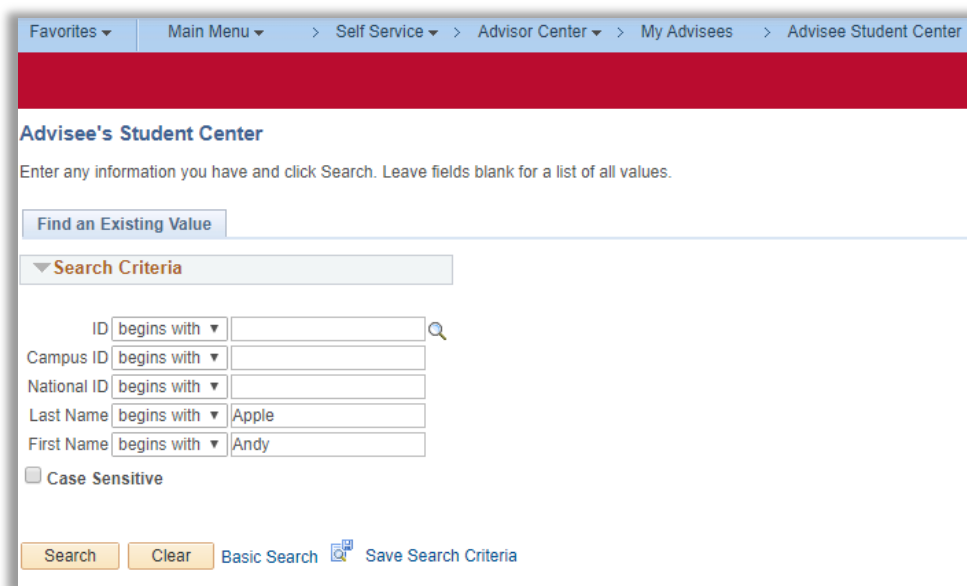 Favorites Main Menu > Self Service > Advisor Center > My Advisees > Advisee Student Center
Advisee's Student Center
Enter any information you have and click Search. Leave fields blank for a list of all values.
Find an Existing Value
Search Criteria
ID begins with
Campus ID begins with
National ID begins with
Last Name begins with Apple
First Name begins with Andy
Case Sensitive
Search Clear Basic Search Save Search Criteria